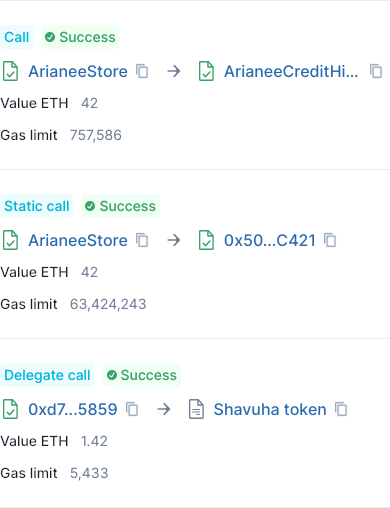 Call Success
ArianeeStore → ArianeeCreditHi...
Value ETH 42
Gas limit 757,586
Static call Success
ArianeeStore → 0x50...C421
Value ETH 42
Gas limit 63,424,243
Delegate call Success
0xd7...5859 → Shavuha token
Value ETH 1.42
Gas limit 5,433